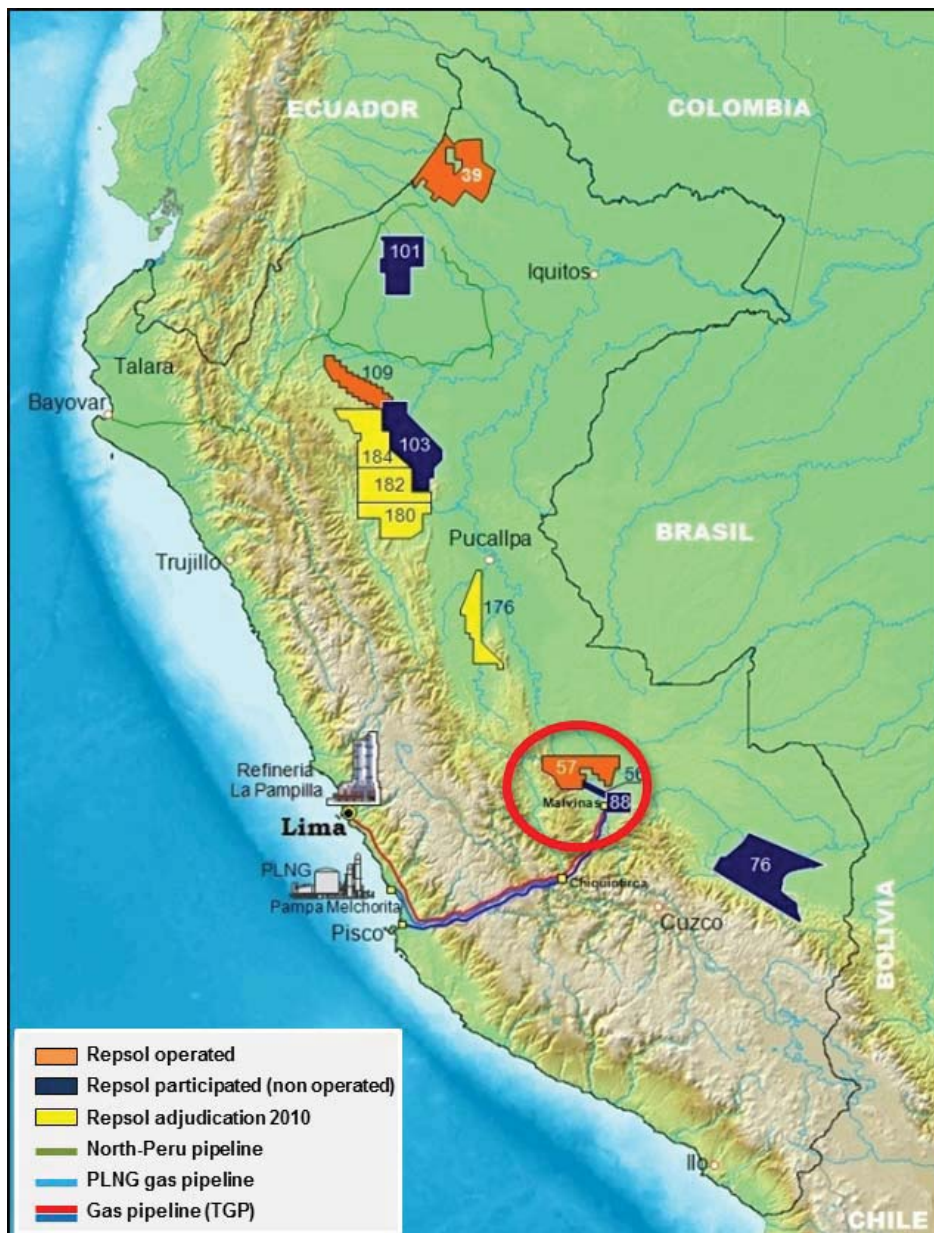 ECUADOR
COLOMBIA
39
101
Iquitos
109
Talara
Bayovar
103
184
182
180
Pucallpa
BRASIL
Trujillo
176
57
Refineria
La Pampilla
Malvinas
88
Lima
76
PLNG
Pampa Melchorita
Cuzco
Pisco
BOLIVIA
Ilo
CHILE
Repsol operated
Repsol participated (non operated)
Repsol adjudication 2010
North-Peru pipeline
PLNG gas pipeline
Gas pipeline (TGP)